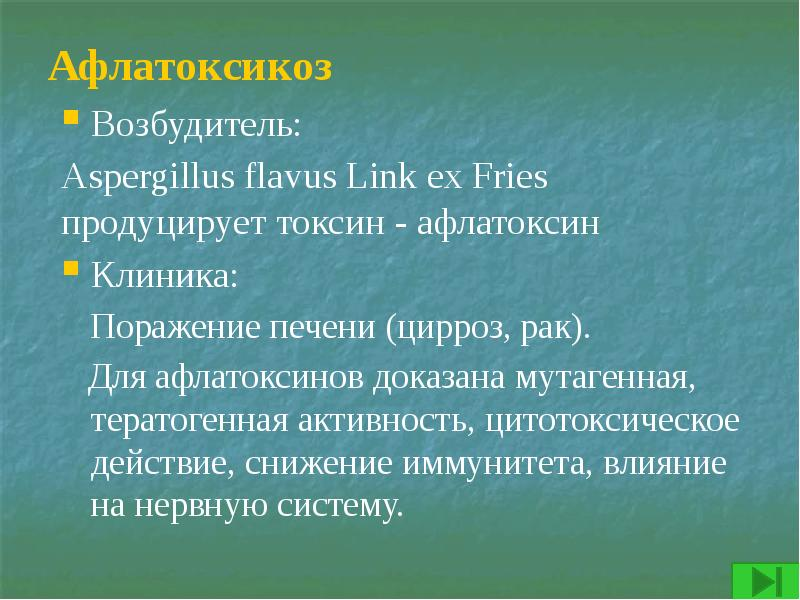 Афлатоксикоз
Возбудитель:
Aspergillus flavus Link ex Fries
продуцирует токсин - афлатоксин
Клиника:
Поражение печени (цирроз, рак).
Для афлатоксинов доказана мутагенная,
тератогенная активность, цитотоксическое
действие, снижение иммунитета, влияние
на нервную систему.